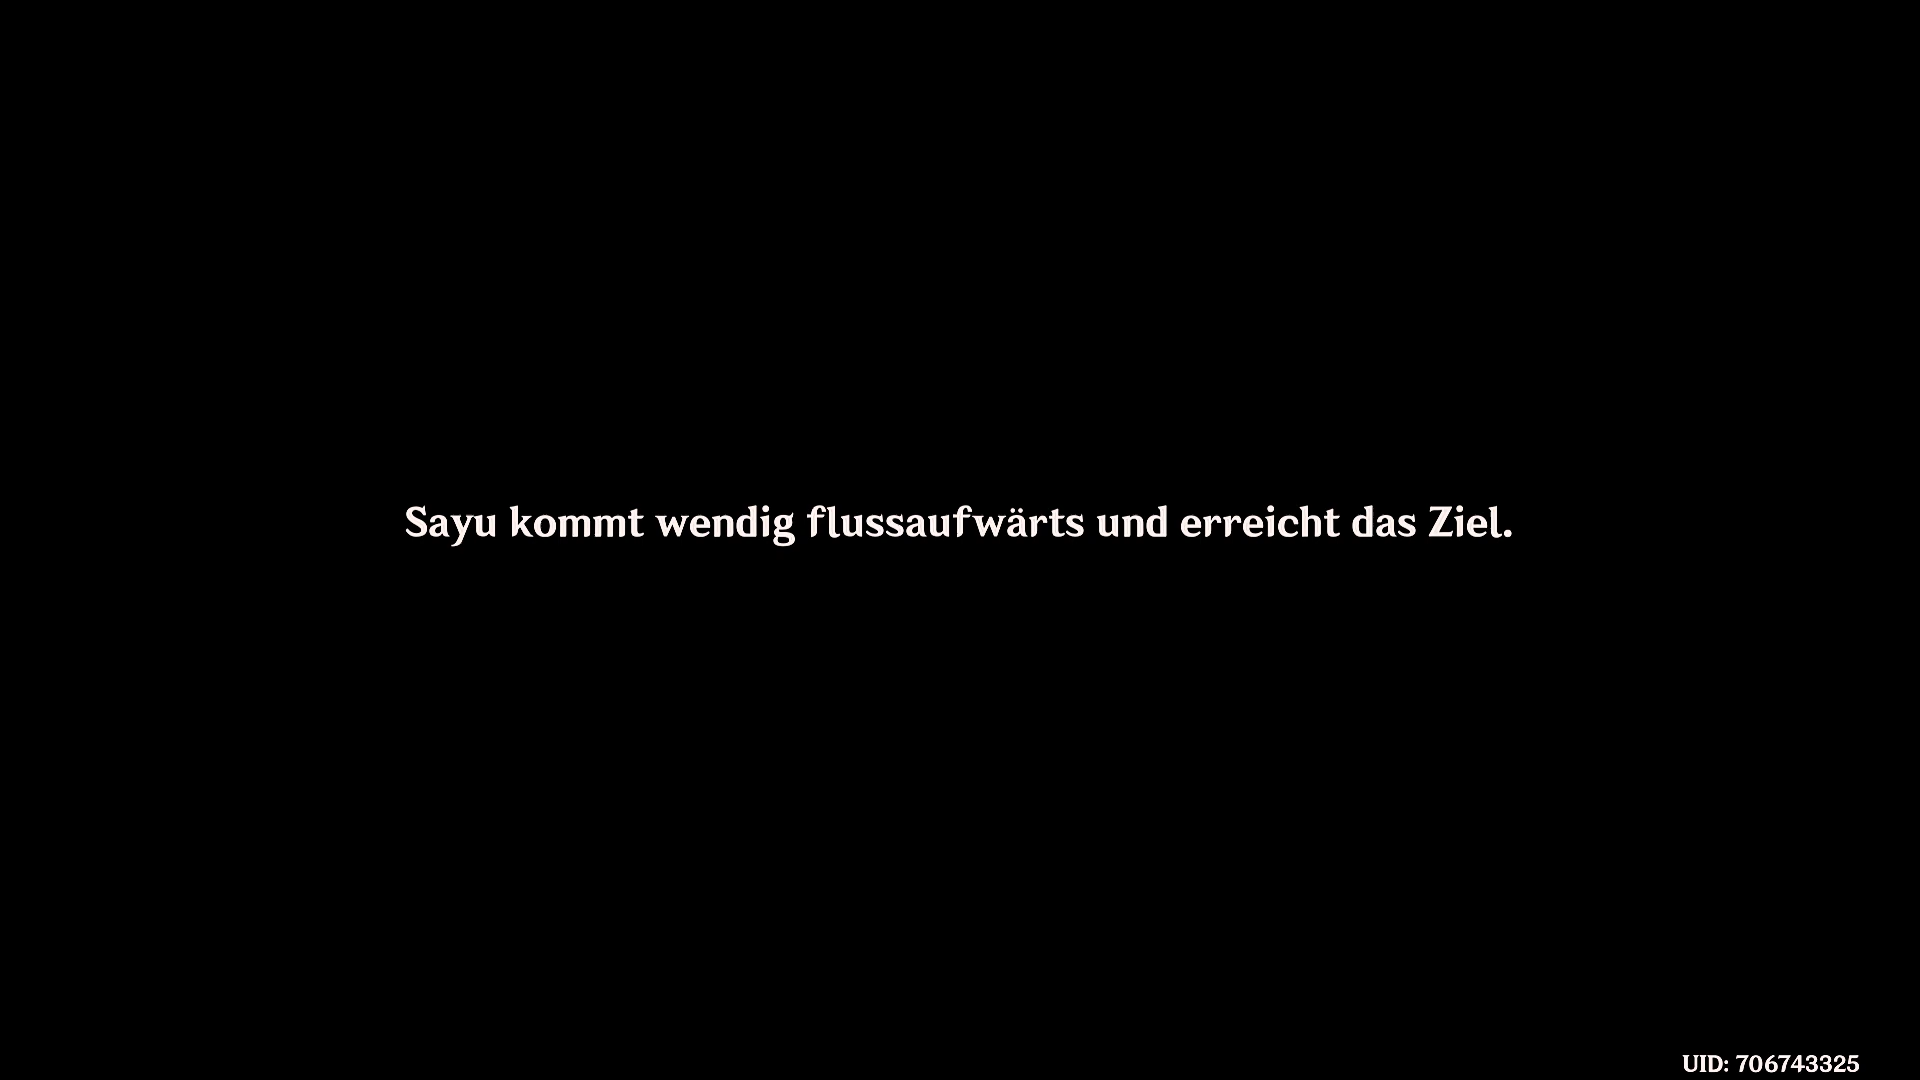 Sayu kommt wendig flussaufwärts und erreicht das Ziel.
UID: 706743325